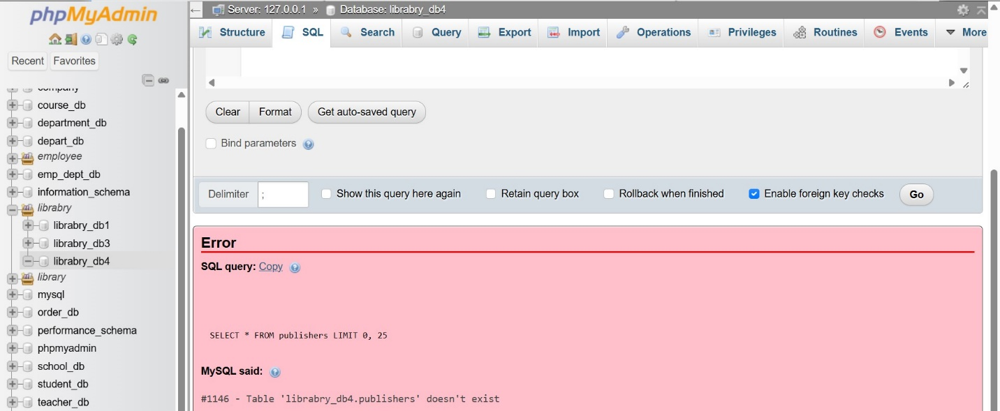 phpMyAdmin
Recent Favorites
company
course_db
department_db
depart_db
employee
emp_dept_db
information_schema
librabry
librabry_db1
librabry_db3
librabry_db4
library
mysql
order_db
performance_schema
phpmyadmin
school_db
student_db
teacher_db
Server: 127.0.0.1 » Database: librabry_db4
Structure SQL Search Query Export Import Operations Privileges Routines Events More
Clear Format Get auto-saved query
Bind parameters
Delimiter ; Show this query here again Retain query box Rollback when finished Enable foreign key checks Go
Error
SQL query: Copy
SELECT * FROM publishers LIMIT 0, 25
MySQL said:
#1146 - Table 'librabry_db4.publishers' doesn't exist